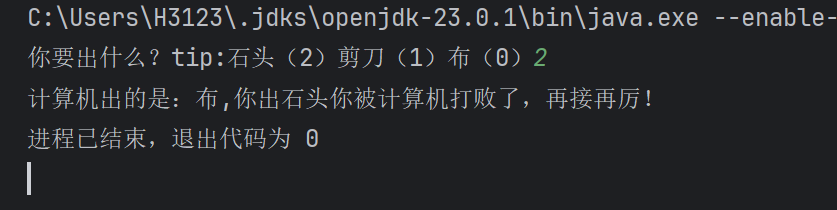 C:\Users\H3123\.jdks\openjdk-23.0.1\bin\java.exe --enable-
你要出什么？tip:石头（2）剪刀（1）布（0）2
计算机出的是：布,你出石头你被计算机打败了，再接再厉！
进程已结束，退出代码为 0